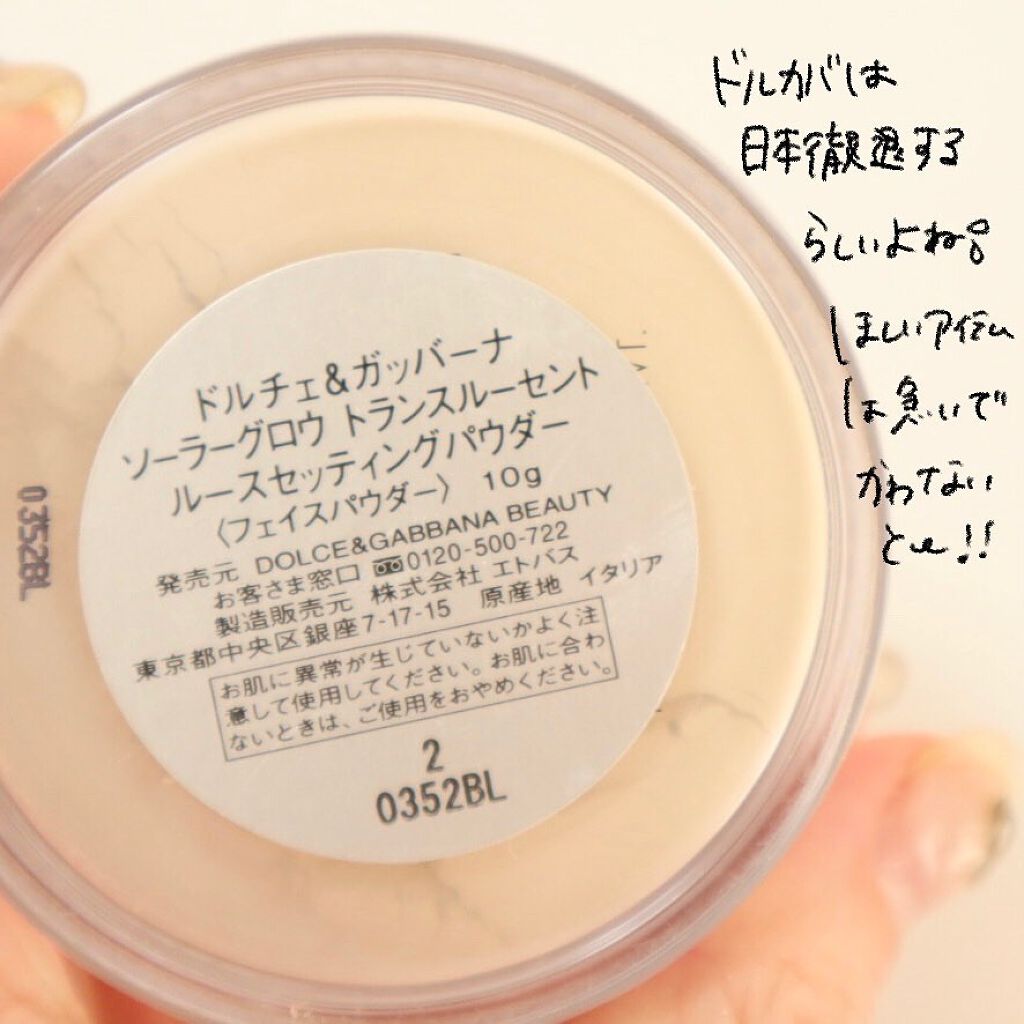 ドルガバは
日本徹退する
らしいよね。
ほしいアイテム
は急いで
かわないと
とぉ!!
ドルチェ&ガッバーナ
ソーラーグロウ トランスルーセント
ルースセッティングパウダー
〈フェイスパウダー〉 10g
発売元 DOLCE&GABBANA BEAUTY
お客さま窓口 0120-500-722
製造販売元 株式会社 エトバス
東京都中央区銀座7-17-15 原産地 イタリア
お肌に異常が生じていないかよく注
意して使用してください。お肌に合わ
ないときは、ご使用をおやめください。
2
0352BL
0352BL